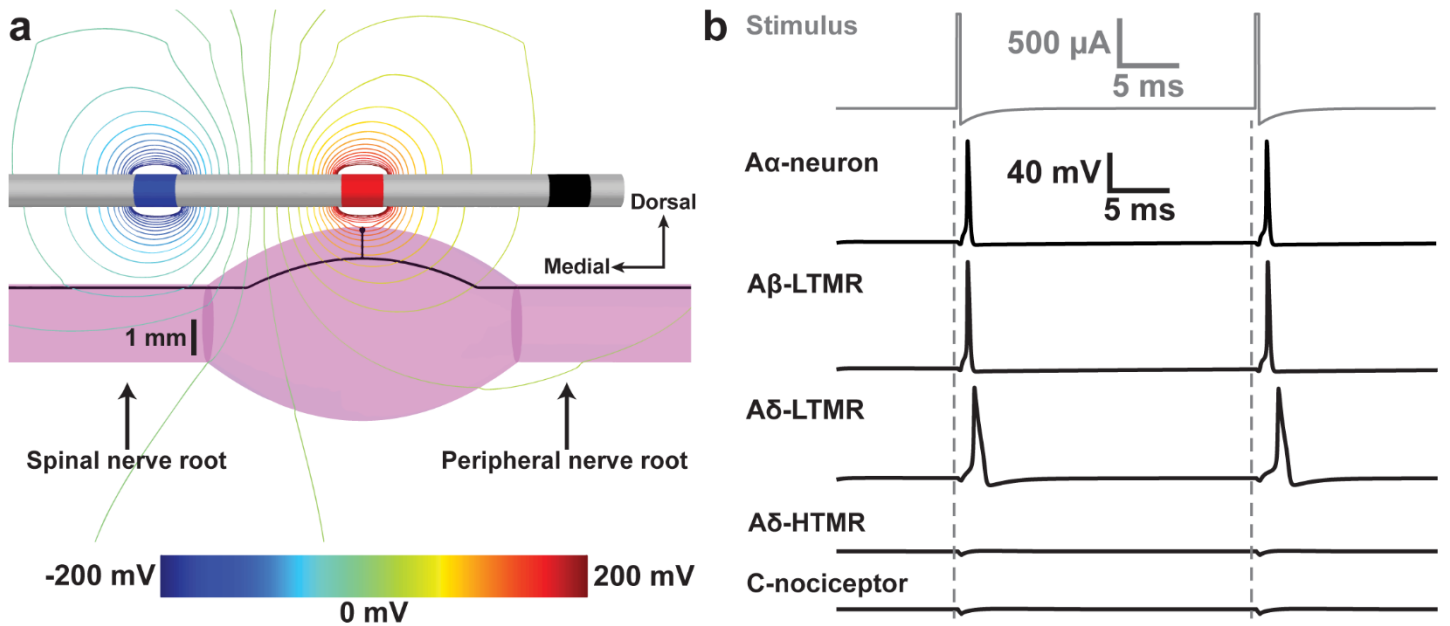 a
Dorsal
Medial
1 mm
Spinal nerve root
Peripheral nerve root
-200 mV
200 mV
0 mV
b
Stimulus
500 µA
5 ms
Aα-neuron
40 mV
5 ms
Aβ-LTMR
Aδ-LTMR
Aδ-HTMR
C-nociceptor